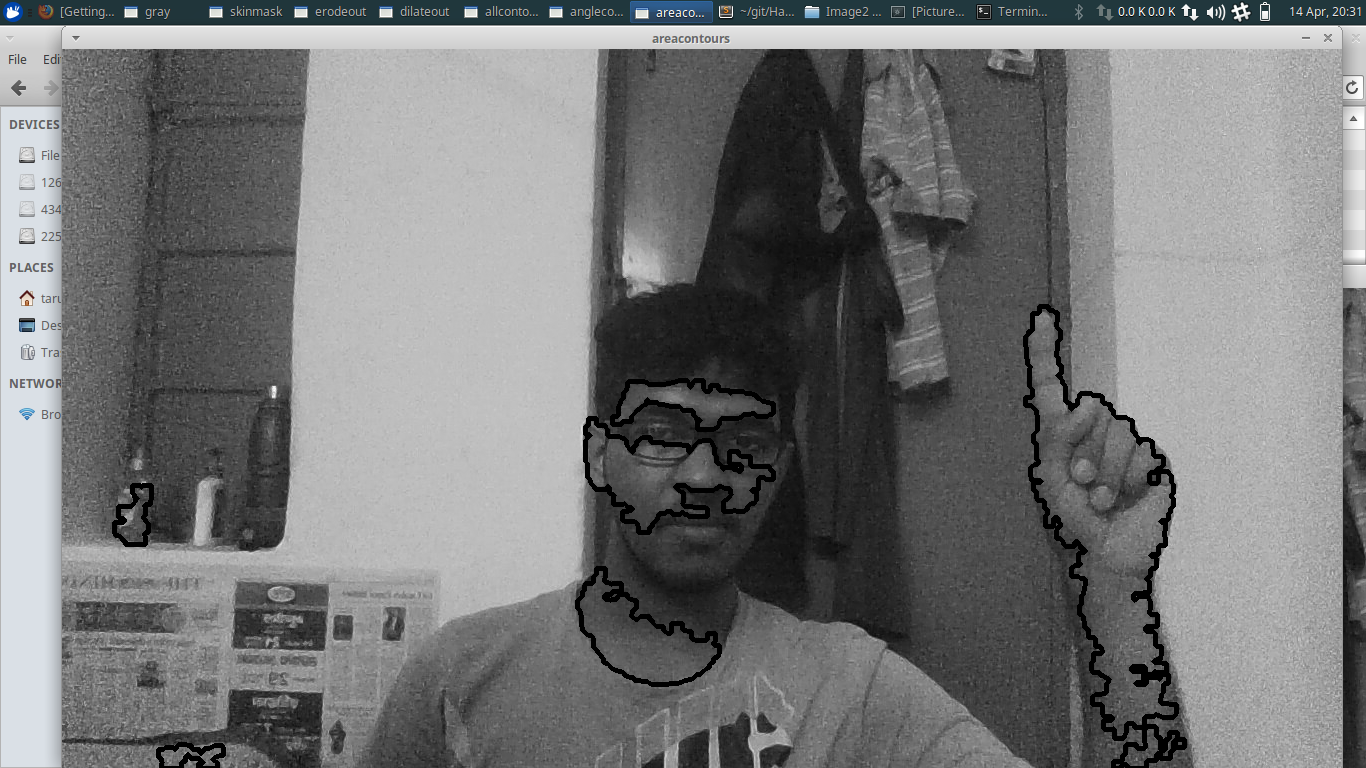 [Getting...
gray
skinmask
erodeout
dilateout
allconto...
angleco...
areaco...
~/git/Ha...
Image2 ...
[Picture...
Termin...
0.0 K 0.0 K
14 Apr, 20:31
areacontours
File
Edi
DEVICES
File
126
434
225
PLACES
taru
Des
Tra
NETWOR
Bro